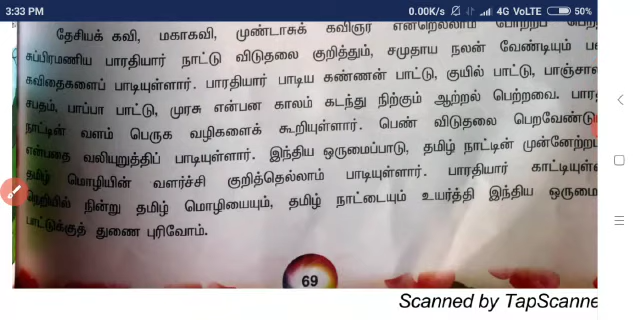 3:33 PM 0.00K/s 4G VoLTE 50%
தேசியக் கவி, மகாகவி, முண்டாசுக் கவிஞர் என்றெல்லாம் போற்றப்
சுப்பிரமணிய பாரதியார் நாட்டு விடுதலை குறித்தும், சமுதாய நலன் வேண்டியும்
கவிதைகளைப் பாடியுள்ளார். பாரதியார் பாடிய கண்ணன் பாட்டு, குயில் பாட்டு,
சபதம், பாப்பா பாட்டு, முரசு என்பன காலம் கடந்து நிற்கும் ஆற்றல் பெற்றவை.
நாட்டின் வளம் பெருக வழிகளைக் கூறியுள்ளார். பெண் விடுதலை
என்பதை வலியுறுத்திப் பாடியுள்ளார். இந்திய ஒருமைப்பாடு, தமிழ் நாட்டின்
தமிழ் மொழியின் வளர்ச்சி குறித்தெல்லாம் பாடியுள்ளார். பாரதியார்
நெறியில் நின்று தமிழ் மொழியையும், தமிழ் நாட்டையும் உயர்த்தி இந்திய
பாட்டுக்குத் துணை புரிவோம்.
69
Scanned by